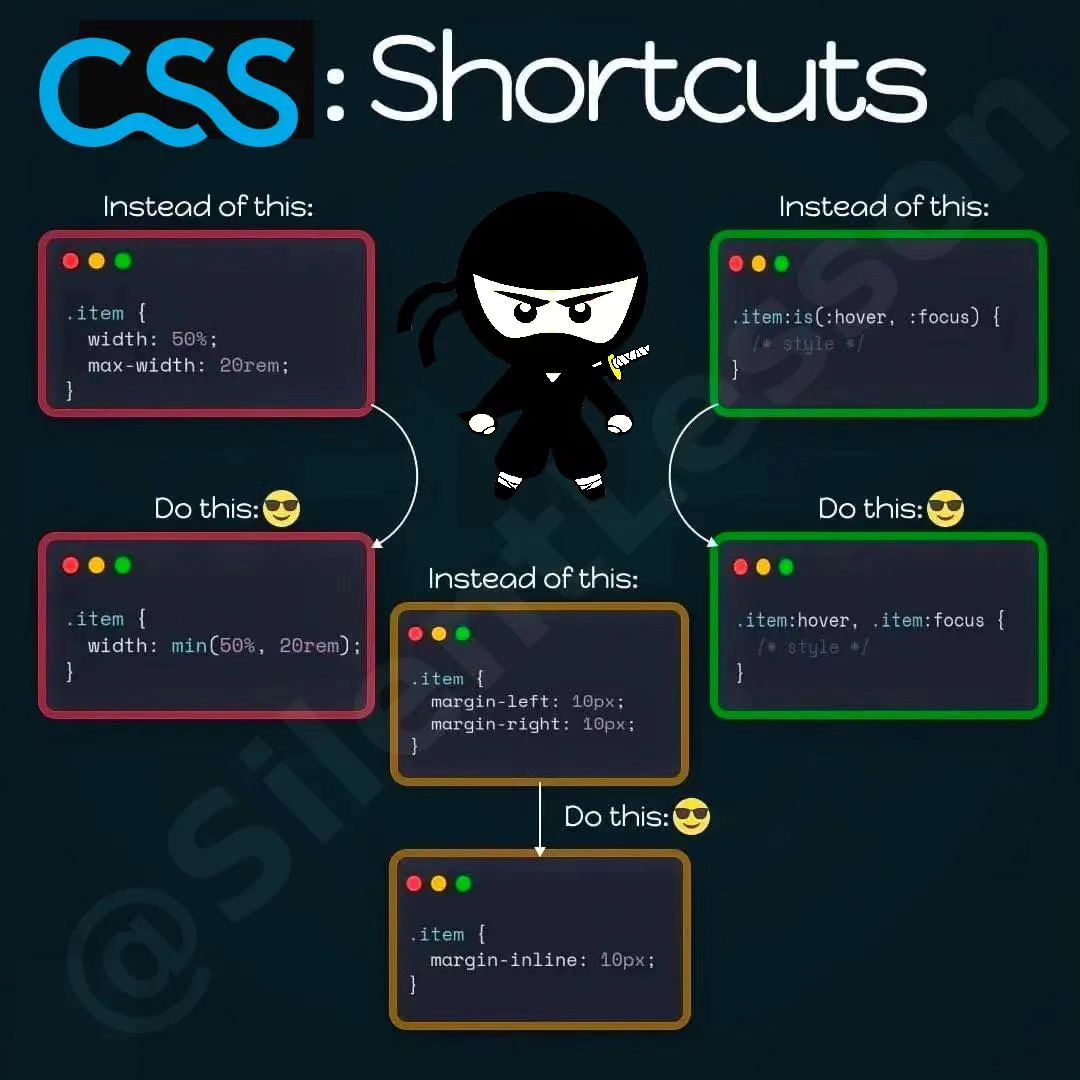 CSS: Shortcuts
Instead of this:
.item {
width: 50%;
max-width: 20rem;
}
Do this:
.item {
width: min(50%, 20rem);
}
Instead of this:
.item:is(:hover, :focus) {
/* style */
}
Do this:
.item:hover, .item:focus {
/* style */
}
Instead of this:
.item {
margin-left: 10px;
margin-right: 10px;
}
Do this:
.item {
margin-inline: 10px;
}
@SilentLesson